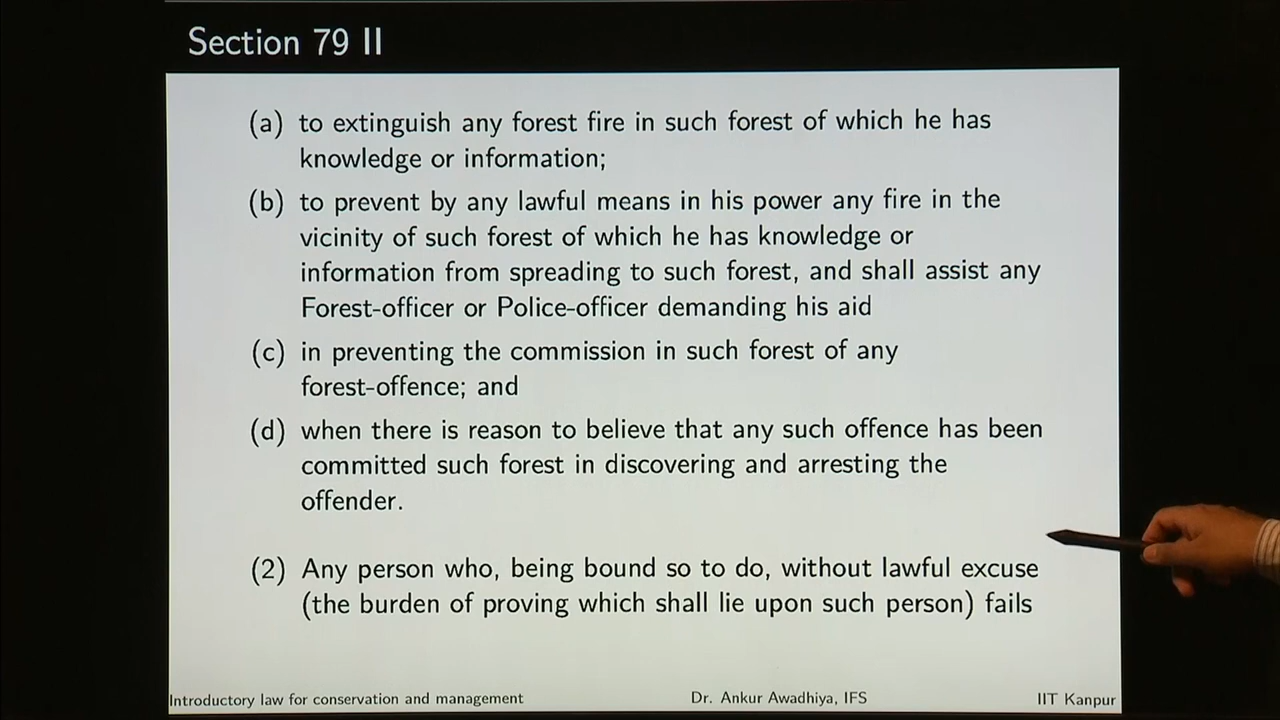 Section 79 II
(a) to extinguish any forest fire in such forest of which he has
knowledge or information;
(b) to prevent by any lawful means in his power any fire in the
vicinity of such forest of which he has knowledge or
information from spreading to such forest, and shall assist any
Forest-officer or Police-officer demanding his aid
(c) in preventing the commission in such forest of any
forest-offence; and
(d) when there is reason to believe that any such offence has been
committed such forest in discovering and arresting the
offender.
(2) Any person who, being bound so to do, without lawful excuse
(the burden of proving which shall lie upon such person) fails
Introductory law for conservation and management Dr. Ankur Awadhiya, IFS IIT Kanpur